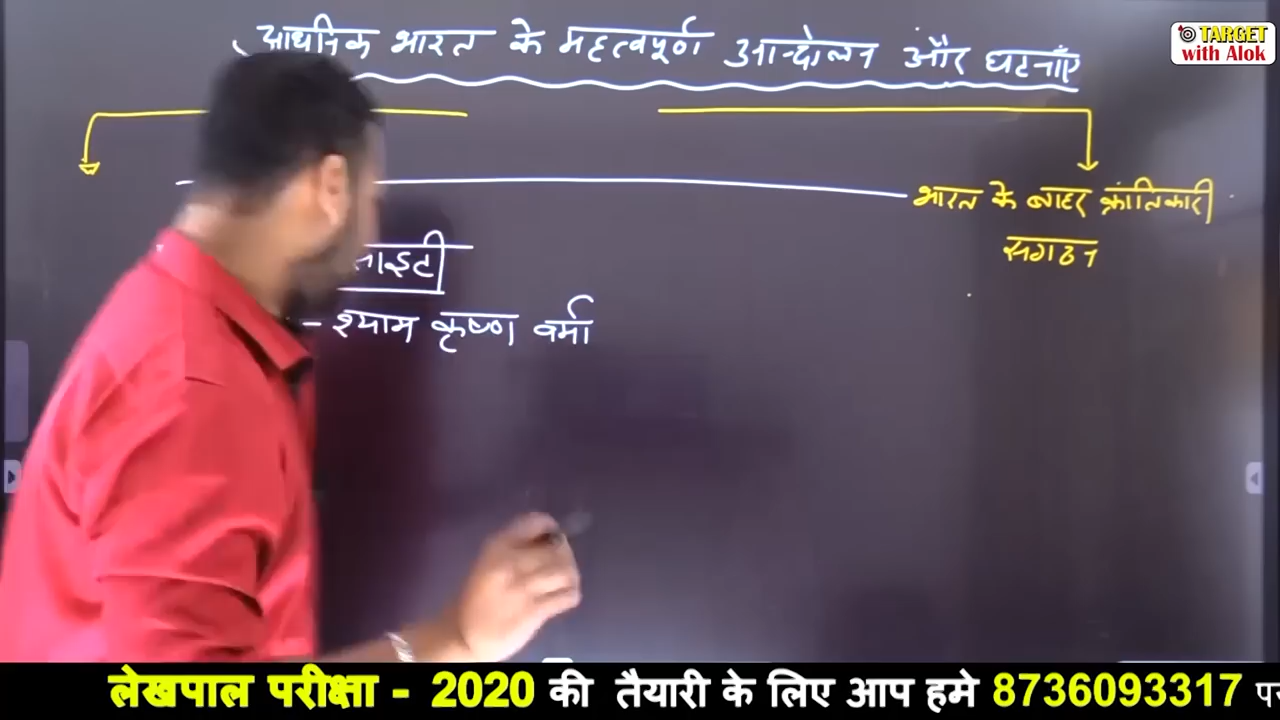 आधुनिक भारत के महत्वपूर्ण आन्दोलन और घटनाएँ
TARGET
with Alok
भारत के बाहर क्रांतिकारी
सगठन
साइटी
- श्याम कृष्ण वर्मा
लेखपाल परीक्षा - 2020 की तैयारी के लिए आप हमे 8736093317 पर